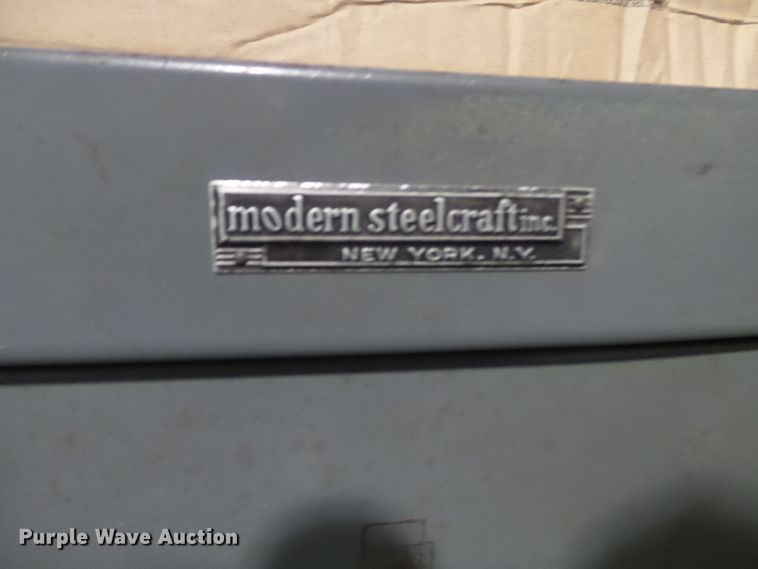 modern steelcraft inc.
NEW YORK. N.Y.
Purple Wave Auction